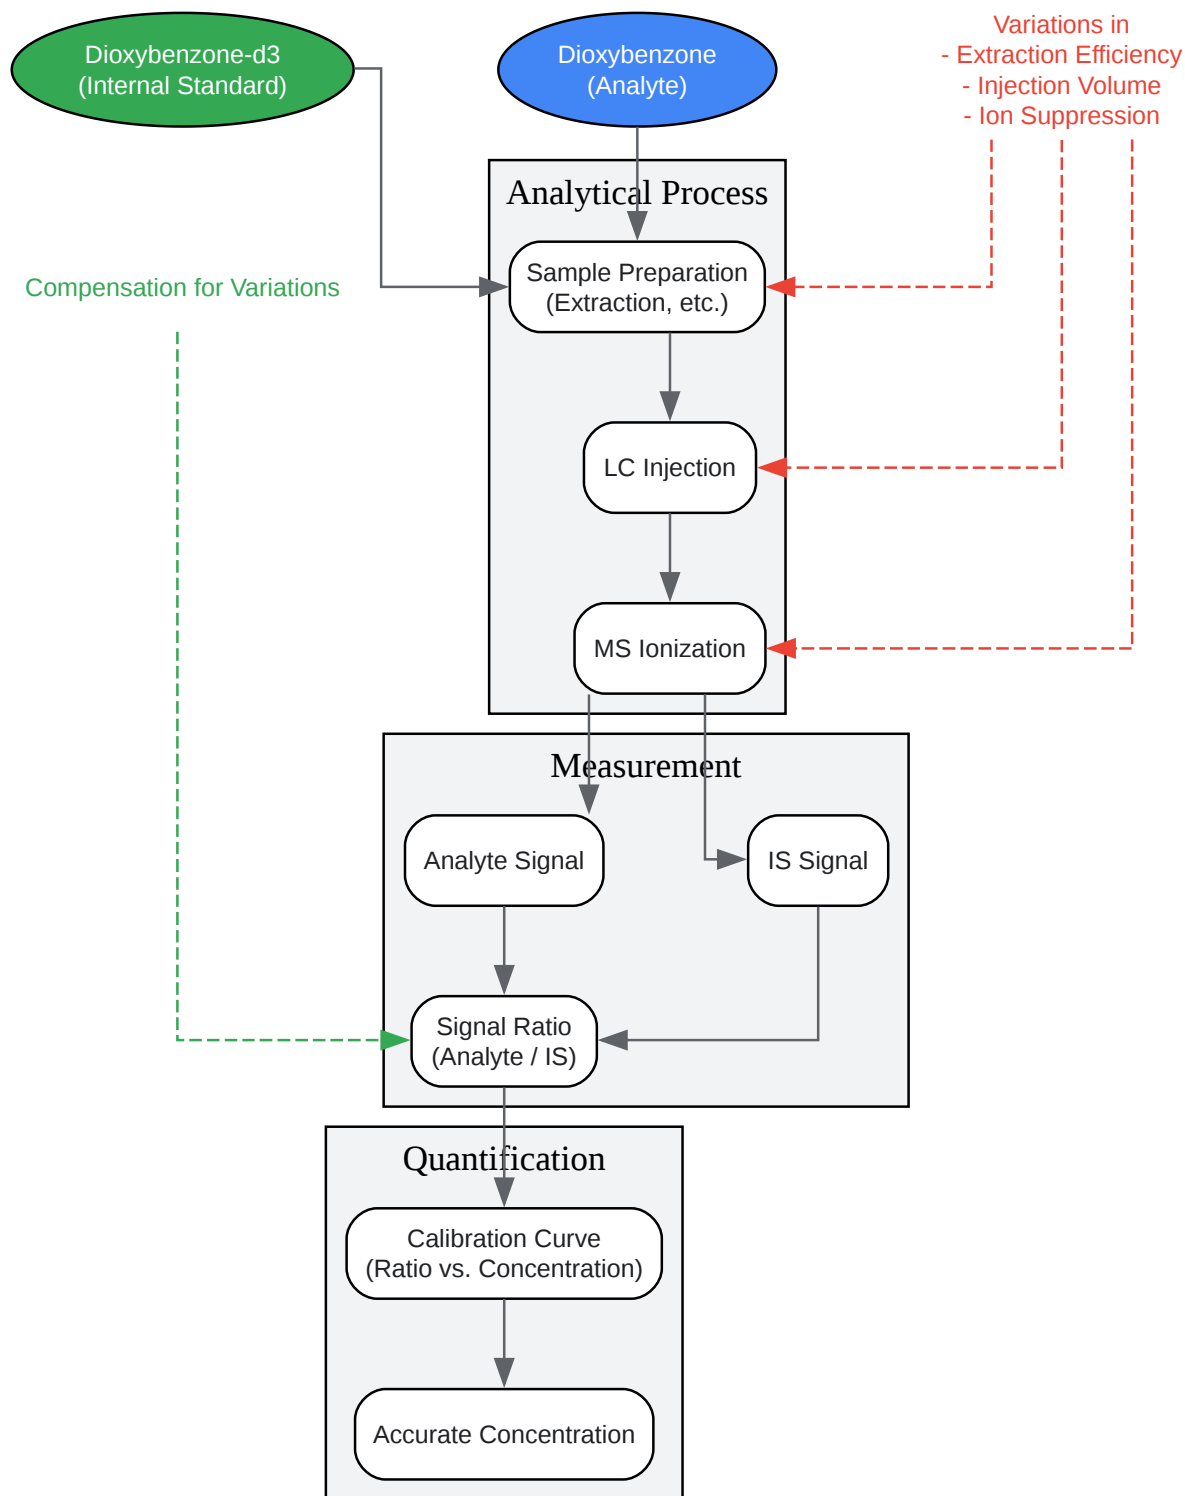 Dioxybenzone-d3
(Internal Standard)
Dioxybenzone
(Analyte)
Variations in
- Extraction Efficiency
- Injection Volume
- Ion Suppression
Analytical Process
Sample Preparation
(Extraction, etc.)
Compensation for Variations
LC Injection
MS Ionization
Measurement
Analyte Signal
IS Signal
Signal Ratio
(Analyte / IS)
Quantification
Calibration Curve
(Ratio vs. Concentration)
Accurate Concentration